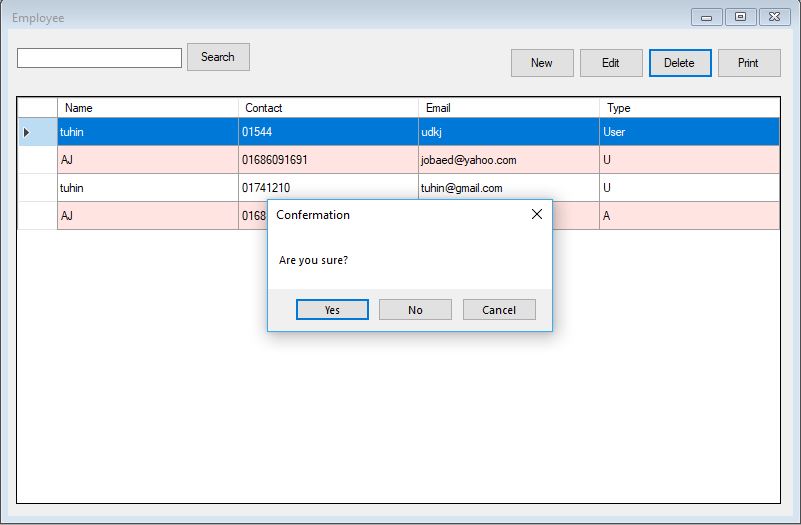 Employee
Search New Edit Delete Print
Name Contact Email Type
tuhin 01544 udkj User
AJ 01686091691 jobaed@yahoo.com U
tuhin 01741210 tuhin@gmail.com U
AJ 0168 A
Confermation
Are you sure?
Yes No Cancel